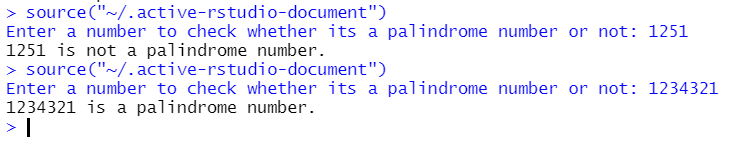 > source("~/.active-rstudio-document")
Enter a number to check whether its a palindrome number or not: 1251
1251 is not a palindrome number.
> source("~/.active-rstudio-document")
Enter a number to check whether its a palindrome number or not: 1234321
1234321 is a palindrome number.
>